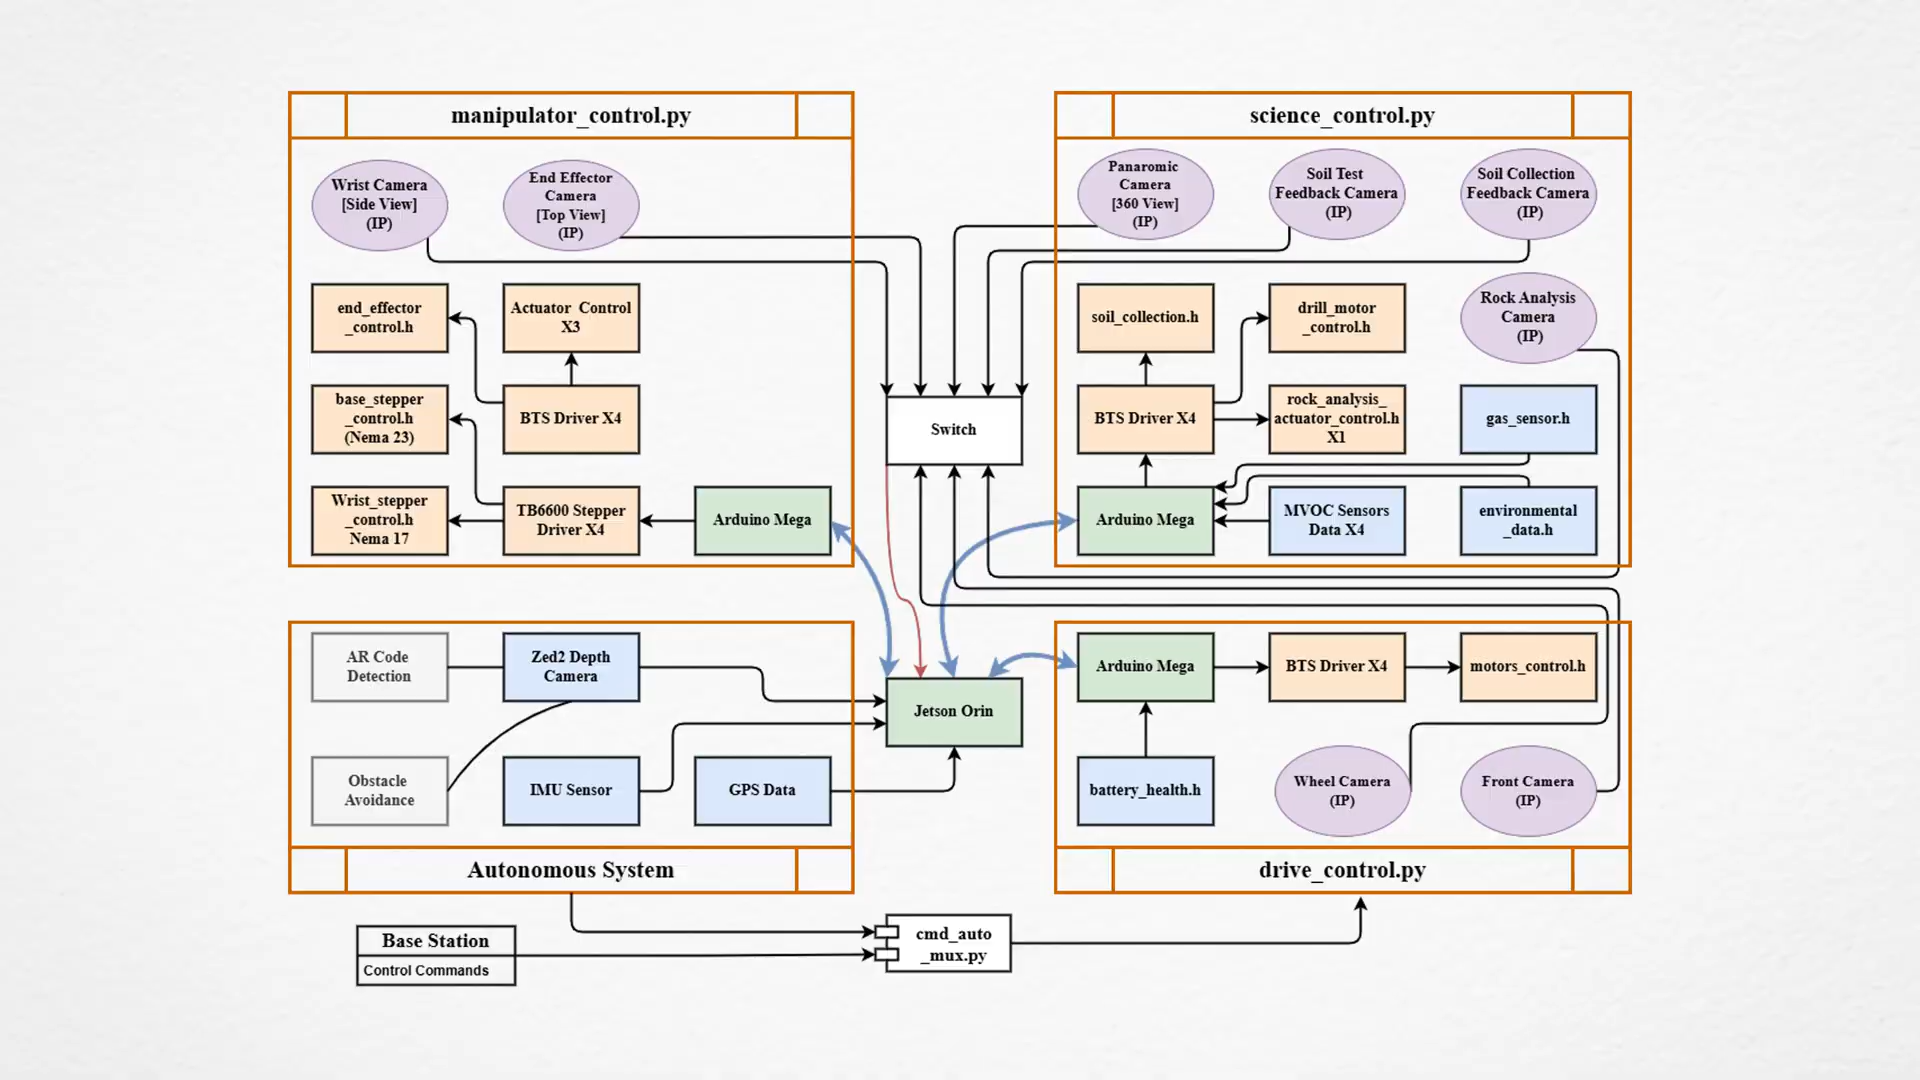 manipulator_control.py
Wrist Camera
[Side View]
(IP)
End Effector
Camera
[Top View]
(IP)
end_effector
_control.h
Actuator Control
X3
base_stepper
_control.h
(Nema 23)
BTS Driver X4
Wrist_stepper
_control.h
Nema 17
TB6600 Stepper
Driver X4
Arduino Mega
science_control.py
Panaromic
Camera
[360 View]
(IP)
Soil Test
Feedback Camera
(IP)
Soil Collection
Feedback Camera
(IP)
soil_collection.h
drill_motor
_control.h
Rock Analysis
Camera
(IP)
BTS Driver X4
rock_analysis_
actuator_control.h
X1
gas_sensor.h
Arduino Mega
MVOC Sensors
Data X4
environmental
_data.h
Switch
Jetson Orin
AR Code
Detection
Zed2 Depth
Camera
Obstacle
Avoidance
IMU Sensor
GPS Data
Autonomous System
Arduino Mega
BTS Driver X4
motors_control.h
battery_health.h
Wheel Camera
(IP)
Front Camera
(IP)
drive_control.py
Base Station
Control Commands
cmd_auto
_mux.py